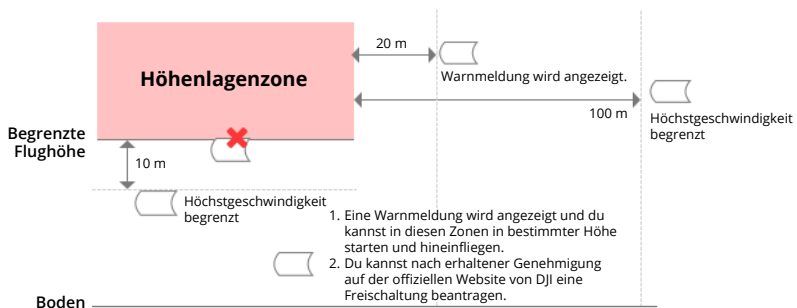 20 m
Höhenlagenzone
Warnmeldung wird angezeigt.
100 m
Höchstgeschwindigkeit
begrenzt
Begrenzte
Flughöhe
10 m
Höchstgeschwindigkeit
begrenzt
1. Eine Warnmeldung wird angezeigt und du
kannst in diesen Zonen in bestimmter Höhe
starten und hineinfliegen.
2. Du kannst nach erhaltener Genehmigung
auf der offiziellen Website von DJI eine
Freischaltung beantragen.
Boden